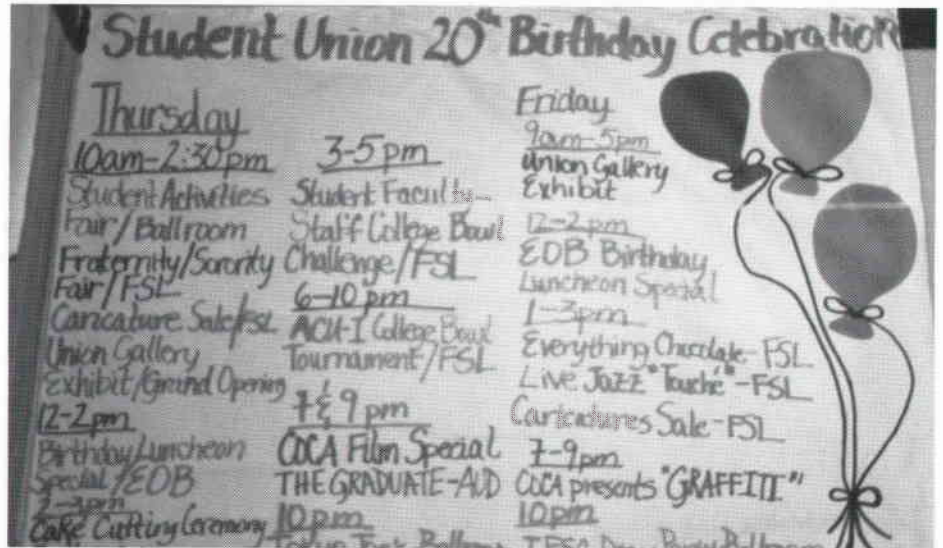 Student Union 20th Birthday Celebration
Thursday
10am-2:30pm
Student Activities
Fair/Ballroom
Fraternity/Sorority
Fair/FSL
Caricature Sale/FSL
Union Gallery
Exhibit/Grand Opening
12-2pm
Birthday Luncheon
Special/EOB
2-3pm
Cake Cutting Ceremony
3-5pm
Student Faculty
Staff College Bowl
Challenge/FSL
6-10pm
ACU-I College Bowl
Tournament/FSL
7 & 9pm
COCA Film Special
THE GRADUATE-AUD
10pm
Friday
9am-5pm
Union Gallery
Exhibit
12-2pm
EOB Birthday
Luncheon Special
1-3pm
Everything Chocolate-FSL
Live Jazz "Touché"-FSL
Caricatures Sale-FSL
7-9pm
COCA presents "GRAFFITI"
10pm